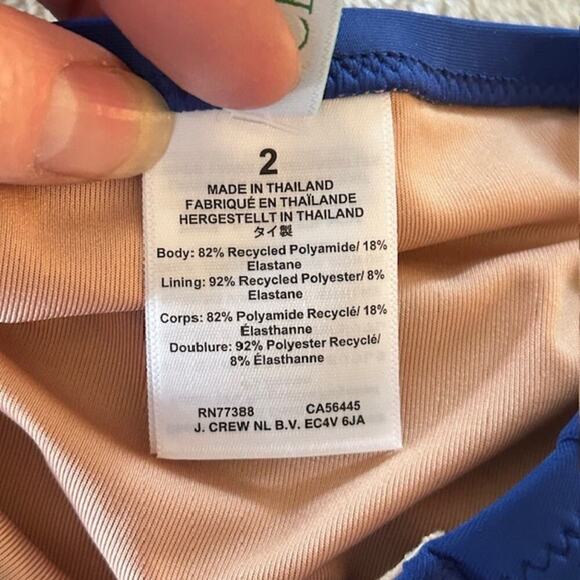 2
MADE IN THAILAND
FABRIQUÉ EN THAÏLANDE
HERGESTELLT IN THAILAND
タイ製
Body: 82% Recycled Polyamide/ 18%
Elastane
Lining: 92% Recycled Polyester/ 8%
Elastane
Corps: 82% Polyamide Recyclé/ 18%
Élasthanne
Doublure: 92% Polyester Recyclé/
8% Élasthanne
RN77388 CA56445
J. CREW NL B.V. EC4V 6JA